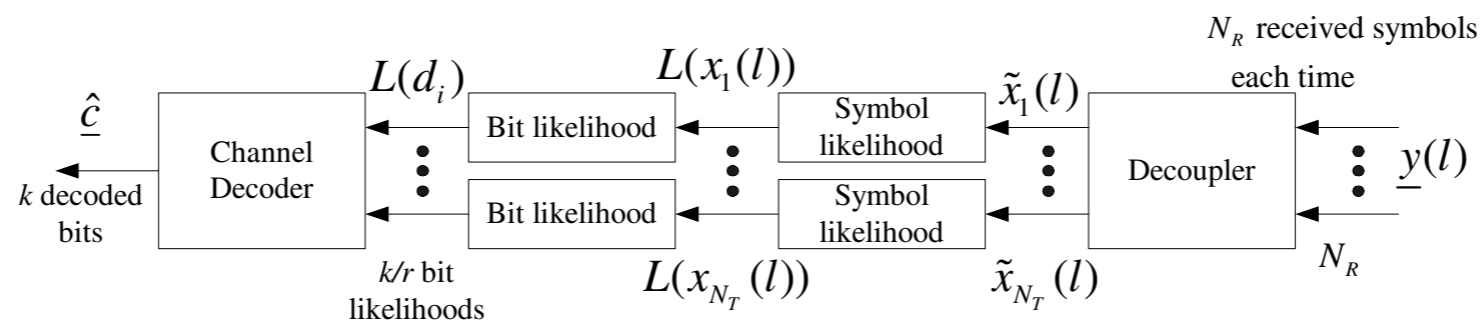 N_R received symbols
each time
L(x_1(l))
L(d_i)
x̃_1(l)
ĉ
Bit likelihood
Symbol
likelihood
Channel
Decoder
Decoupler
y(l)
k decoded
bits
Bit likelihood
Symbol
likelihood
k/r bit
likelihoods
L(x_{N_T}(l))
x̃_{N_T}(l)
N_R